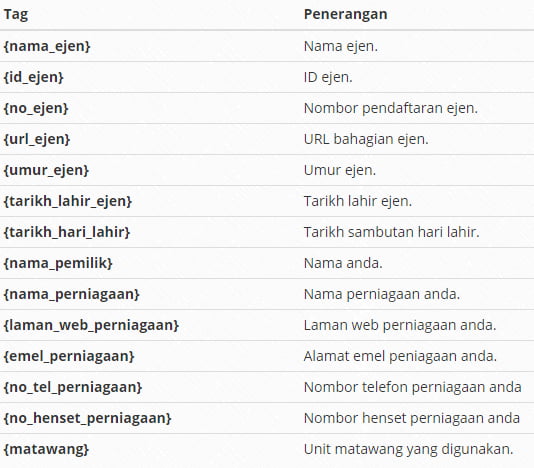 Tag Penerangan
{nama_ejen} Nama ejen.
{id_ejen} ID ejen.
{no_ejen} Nombor pendaftaran ejen.
{url_ejen} URL bahagian ejen.
{umur_ejen} Umur ejen.
{tarikh_lahir_ejen} Tarikh lahir ejen.
{tarikh_hari_lahir} Tarikh sambutan hari lahir.
{nama_pemilik} Nama anda.
{nama_perniagaan} Nama perniagaan anda.
{laman_web_perniagaan} Laman web perniagaan anda.
{emel_perniagaan} Alamat emel peniagaan anda.
{no_tel_perniagaan} Nombor telefon perniagaan anda
{no_henset_perniagaan} Nombor henset perniagaan anda
{matawang} Unit matawang yang digunakan.